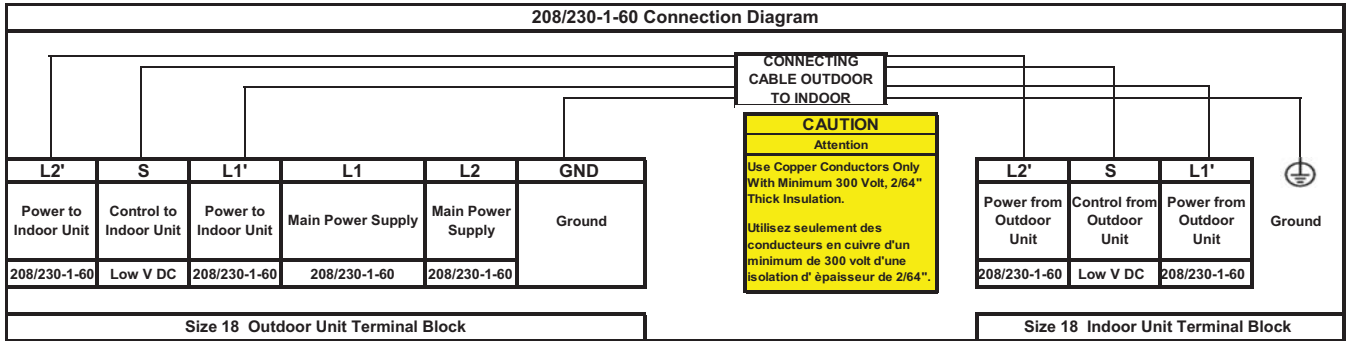 208/230-1-60 Connection Diagram
CONNECTING
CABLE OUTDOOR
TO INDOOR
CAUTION
Attention
Use Copper Conductors Only
With Minimum 300 Volt, 2/64"
Thick Insulation.
Utilisez seulement des
conducteurs en cuivre d'un
minimum de 300 volt d'une
isolation d' èpaisseur de 2/64".
L2' S L1' L1 L2 GND
Power to
Indoor Unit
Control to
Indoor Unit
Power to
Indoor Unit
Main Power Supply
Main Power
Supply
Ground
208/230-1-60 Low V DC 208/230-1-60 208/230-1-60 208/230-1-60
Size 18 Outdoor Unit Terminal Block
L2' S L1'
Power from
Outdoor
Unit
Control from
Outdoor
Unit
Power from
Outdoor
Unit
Ground
208/230-1-60 Low V DC 208/230-1-60
Size 18 Indoor Unit Terminal Block